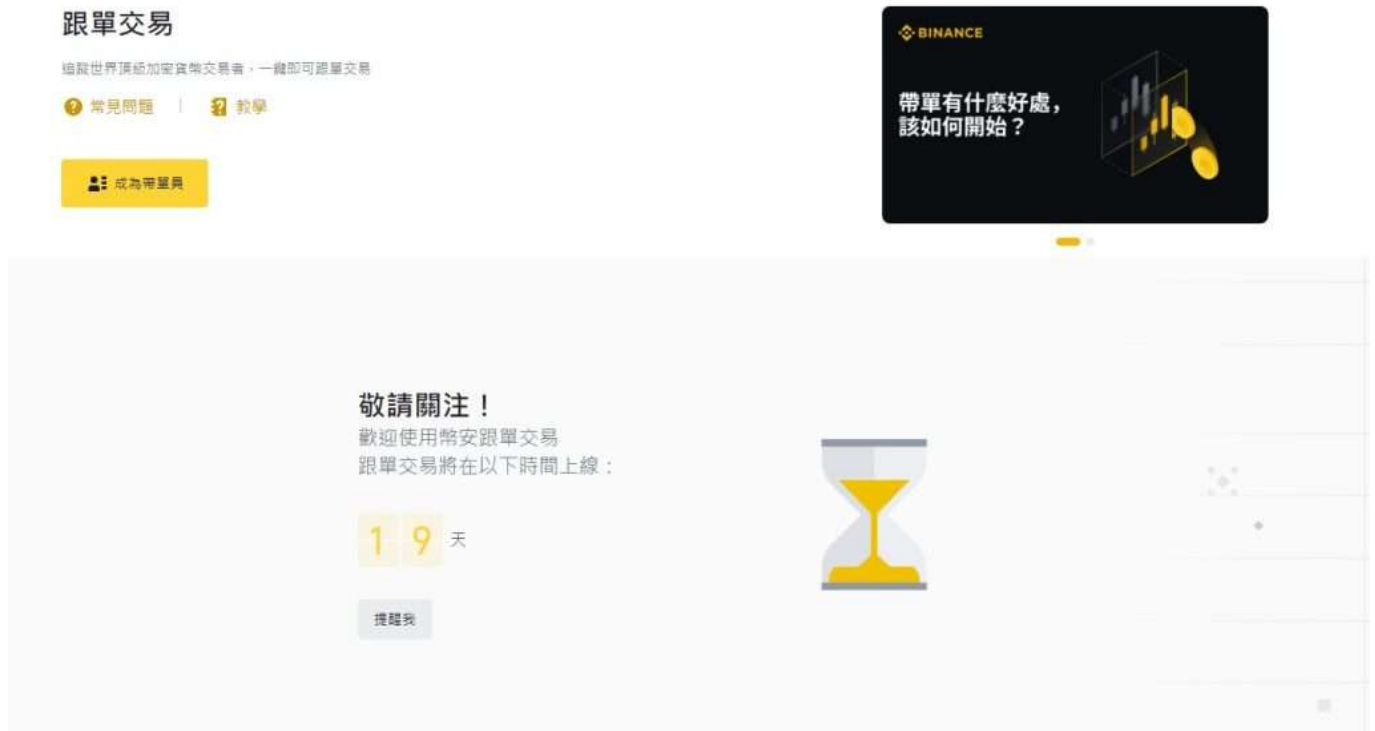 跟單交易
追蹤世界頂級加密貨幣交易者,一鍵即可跟單交易
常見問題
教學
成為帶單員
BINANCE
帶單有什麼好處,
該如何開始?
敬請關注!
歡迎使用幣安跟單交易
跟單交易將在以下時間上線:
19 天
提醒我